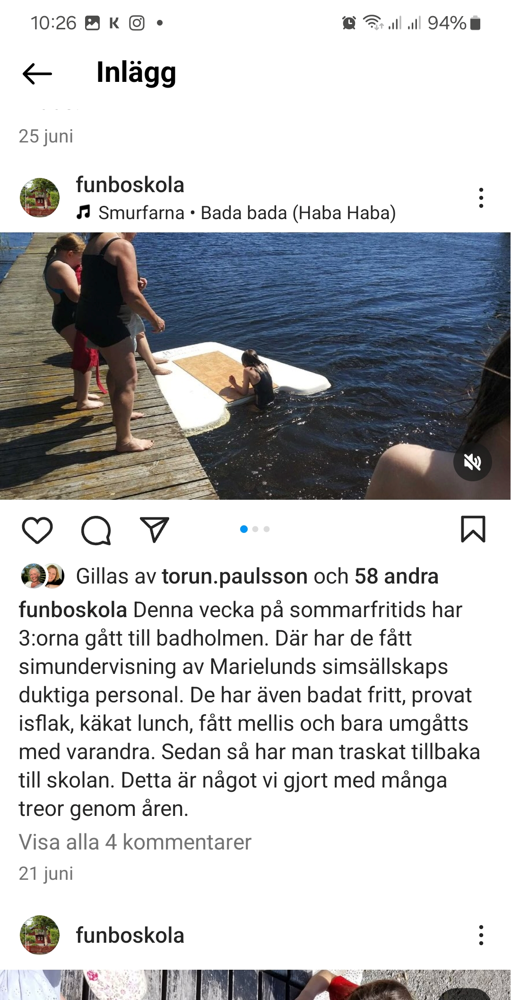 10:26 K 94%
Inlägg
25 juni
funboskola
Smurfarna • Bada bada (Haba Haba)
Gillas av torun.paulsson och 58 andra
funboskola Denna vecka på sommarfritids har
3:orna gått till badholmen. Där har de fått
simundervisning av Marielunds simsällskaps
duktiga personal. De har även badat fritt, provat
isflak, käkat lunch, fått mellis och bara umgåtts
med varandra. Sedan så har man traskat tillbaka
till skolan. Detta är något vi gjort med många
treor genom åren.
Visa alla 4 kommentarer
21 juni
funboskola